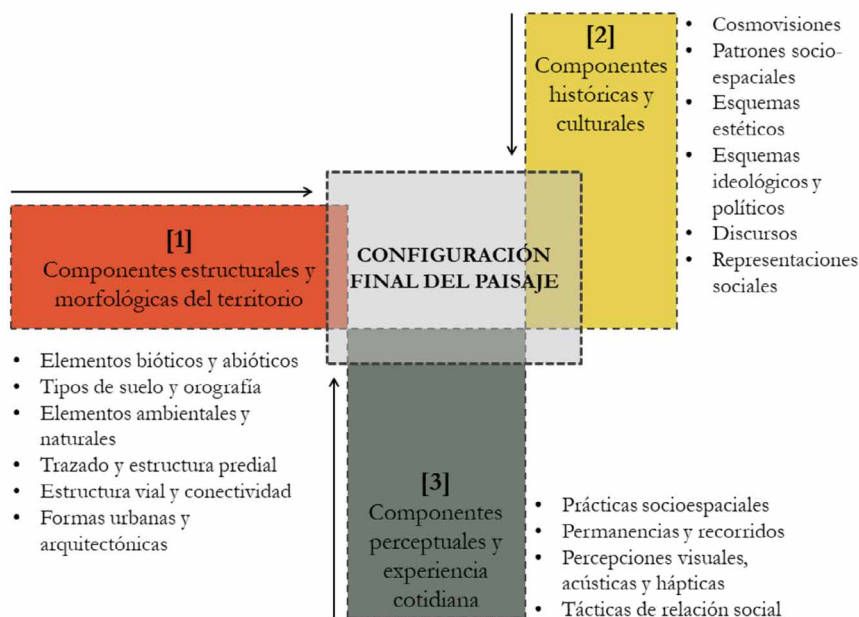 [2]
Componentes
históricas y
culturales
• Cosmovisiones
• Patrones socio-
espaciales
• Esquemas
estéticos
• Esquemas
ideológicos y
políticos
• Discursos
• Representaciones
sociales
[1]
Componentes estructurales y
morfológicas del territorio
CONFIGURACIÓN
FINAL DEL PAISAJE
• Elementos bióticos y abióticos
• Tipos de suelo y orografía
• Elementos ambientales y
naturales
• Trazado y estructura predial
• Estructura vial y conectividad
• Formas urbanas y
arquitectónicas
[3]
Componentes
perceptuales y
experiencia
cotidiana
• Prácticas socioespaciales
• Permanencias y recorridos
• Percepciones visuales,
acústicas y hápticas
• Tácticas de relación social